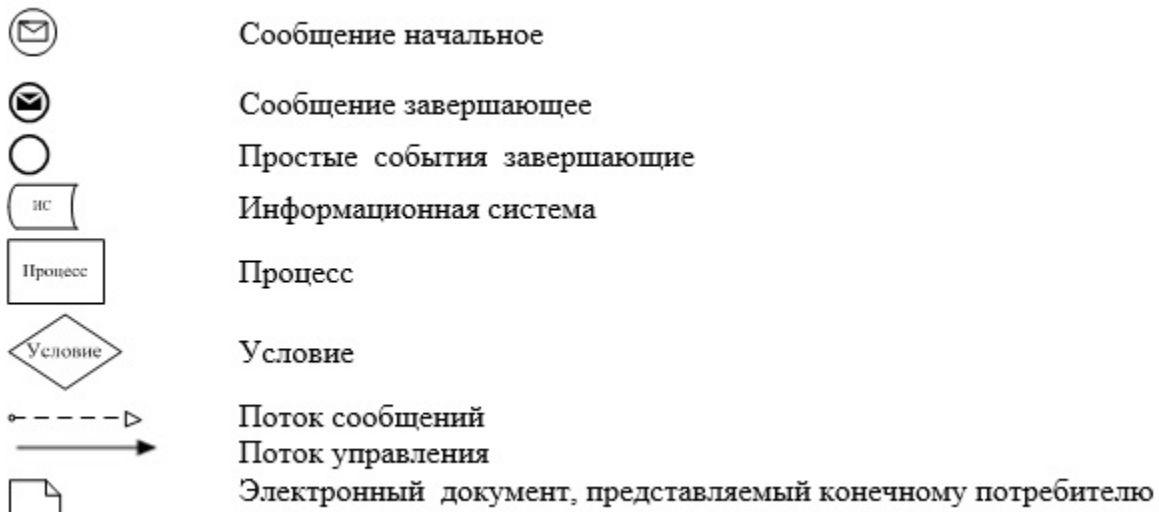 Сообщение начальное
Сообщение завершающее
Простые события завершающие
ИС Информационная система
Процесс Процесс
Условие Условие
Поток сообщений
Поток управления
Электронный документ, представляемый конечному потребителю